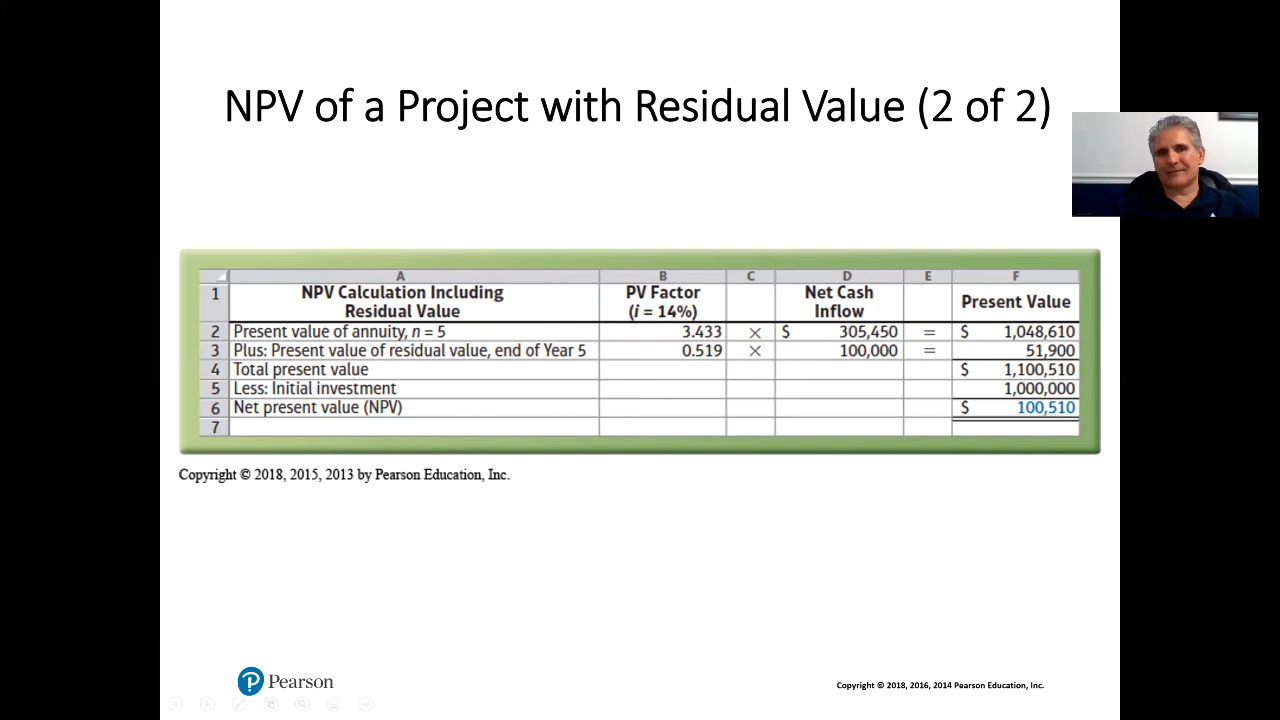 NPV of a Project with Residual Value (2 of 2)
A B C D E F
1 NPV Calculation Including Residual Value PV Factor (i = 14%) Net Cash Inflow Present Value
2 Present value of annuity, n = 5 3.433 × $ 305,450 = $ 1,048,610
3 Plus: Present value of residual value, end of Year 5 0.519 × 100,000 = 51,900
4 Total present value $ 1,100,510
5 Less: Initial investment 1,000,000
6 Net present value (NPV) $ 100,510
7
Copyright © 2018, 2015, 2013 by Pearson Education, Inc.
P Pearson
Copyright © 2018, 2016, 2014 Pearson Education, Inc.